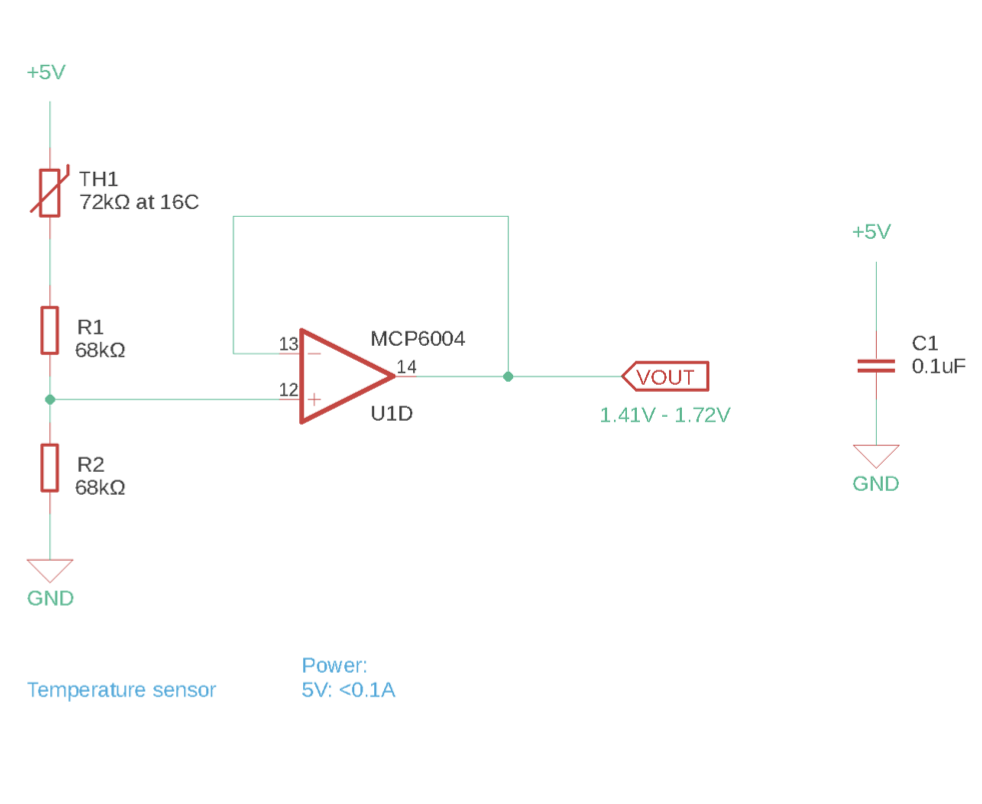 +5V
TH1
72kΩ at 16C
+5V
R1
68kΩ
13
MCP6004
14
C1
0.1uF
VOUT
12
+
U1D
1.41V - 1.72V
R2
68kΩ
GND
GND
Power:
Temperature sensor
5V: <0.1A